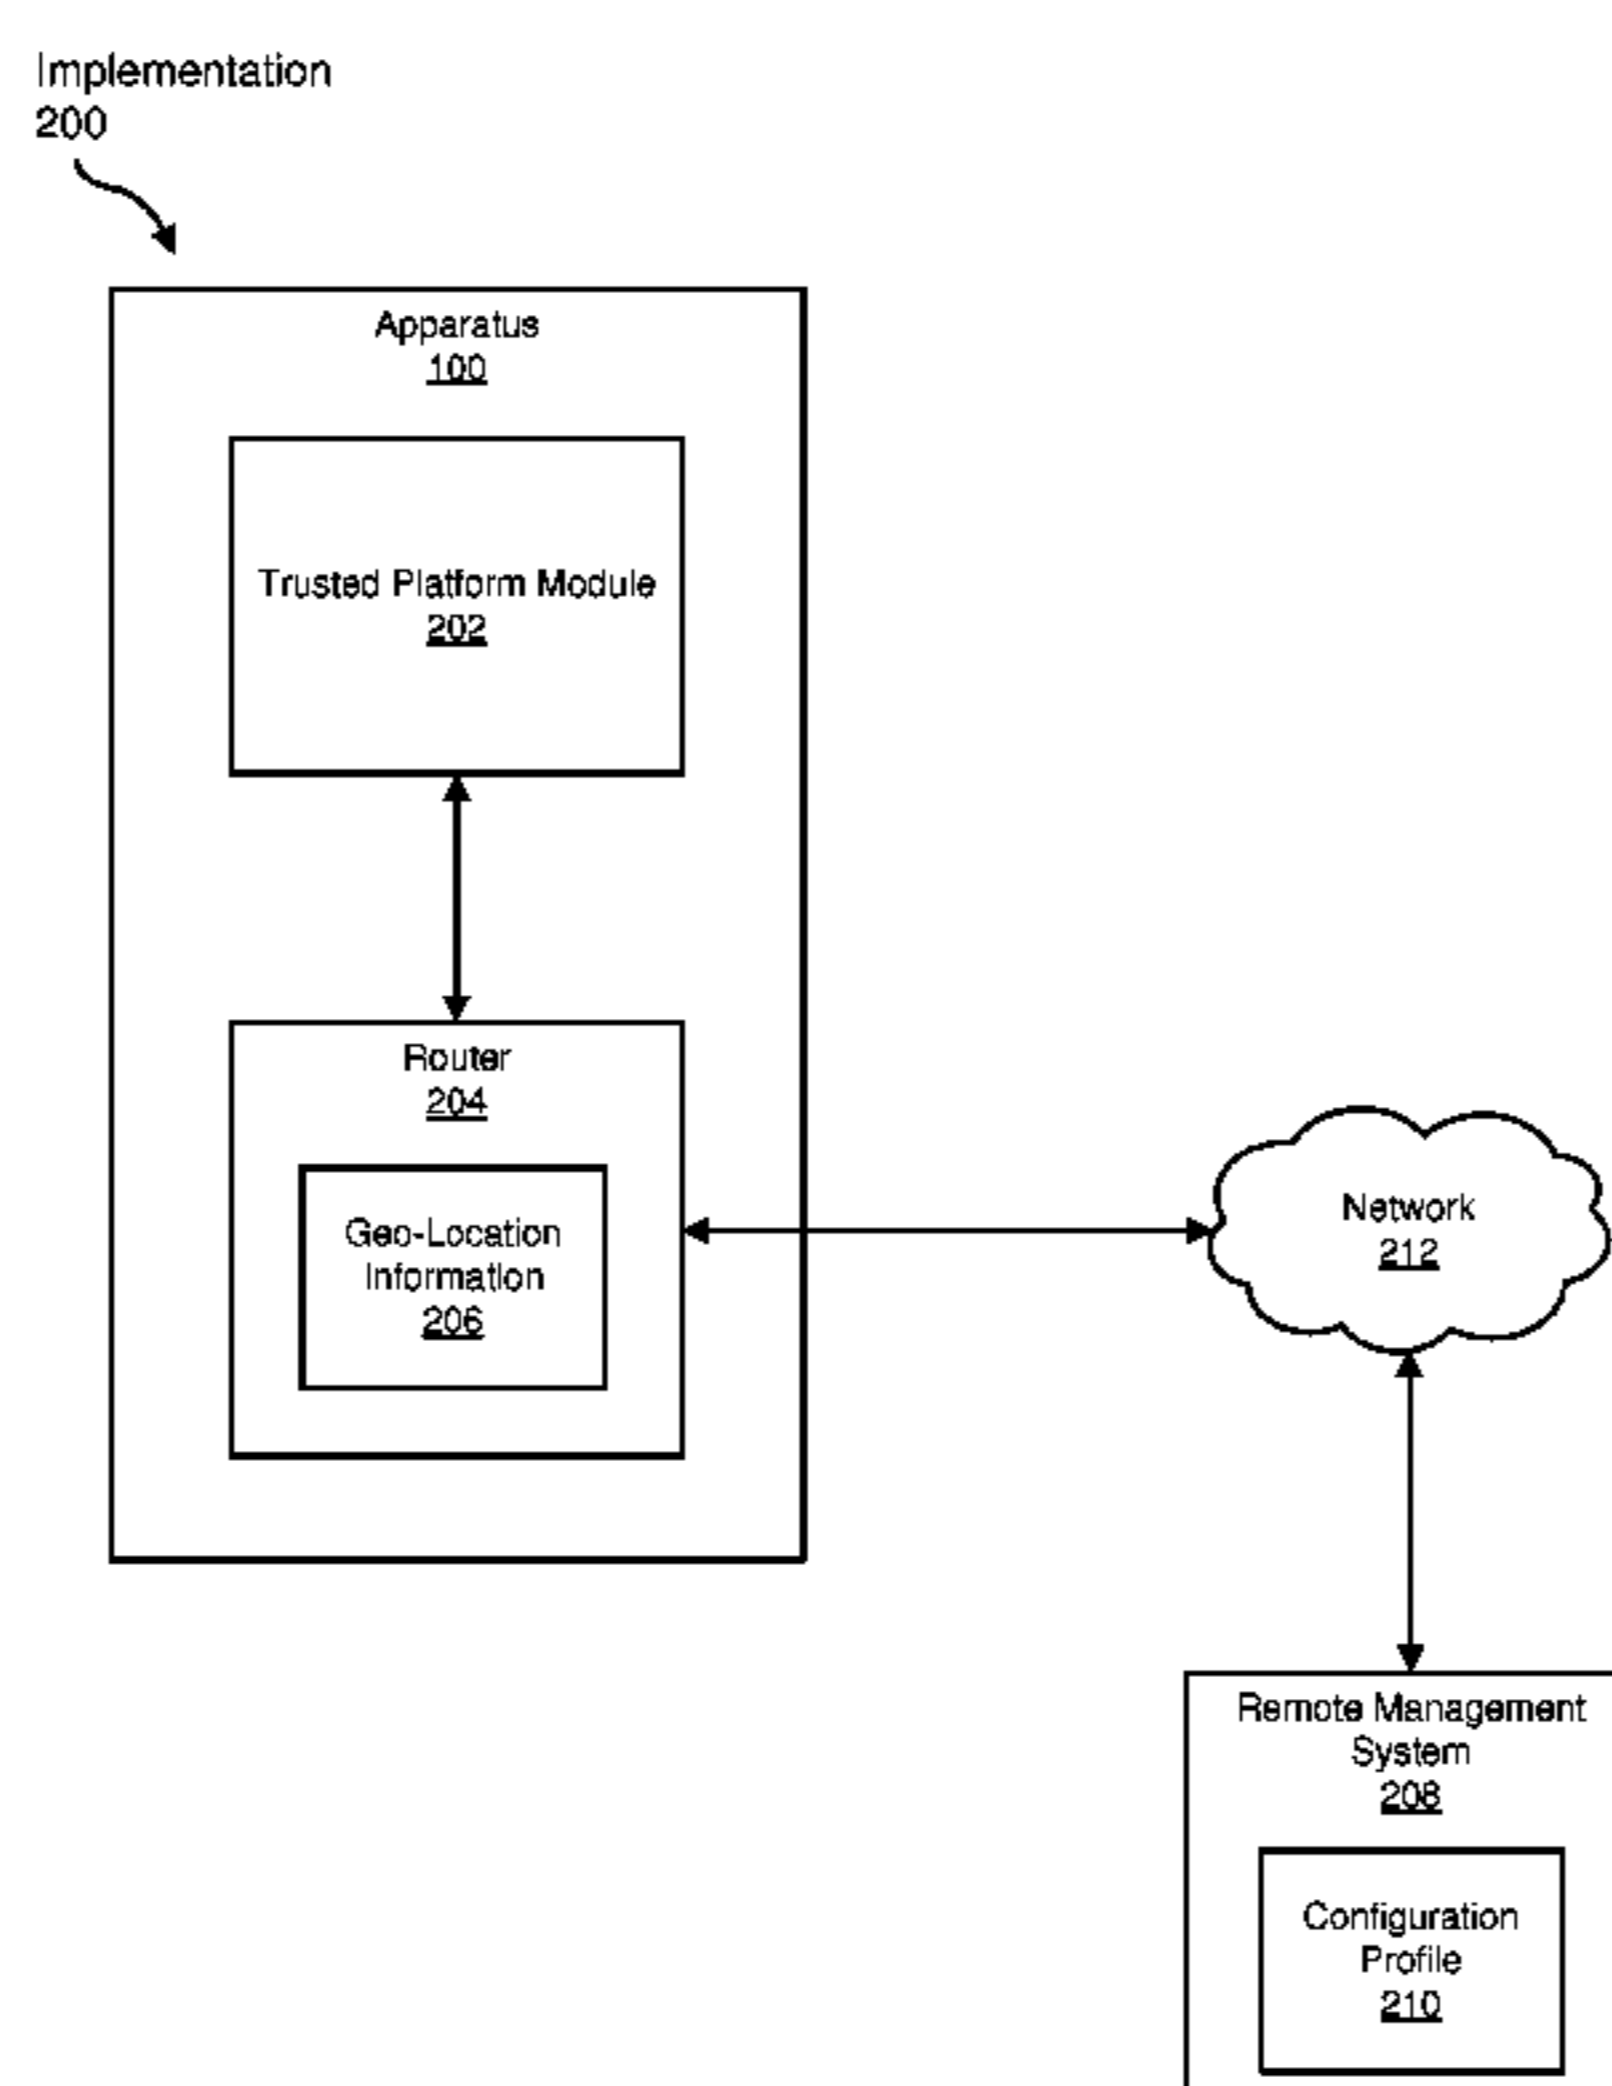 Implementation
200
Apparatus
100
Trusted Platform Module
202
Router
204
Geo-Location
Information
206
Network
212
Remote Management
System
208
Configuration
Profile
210